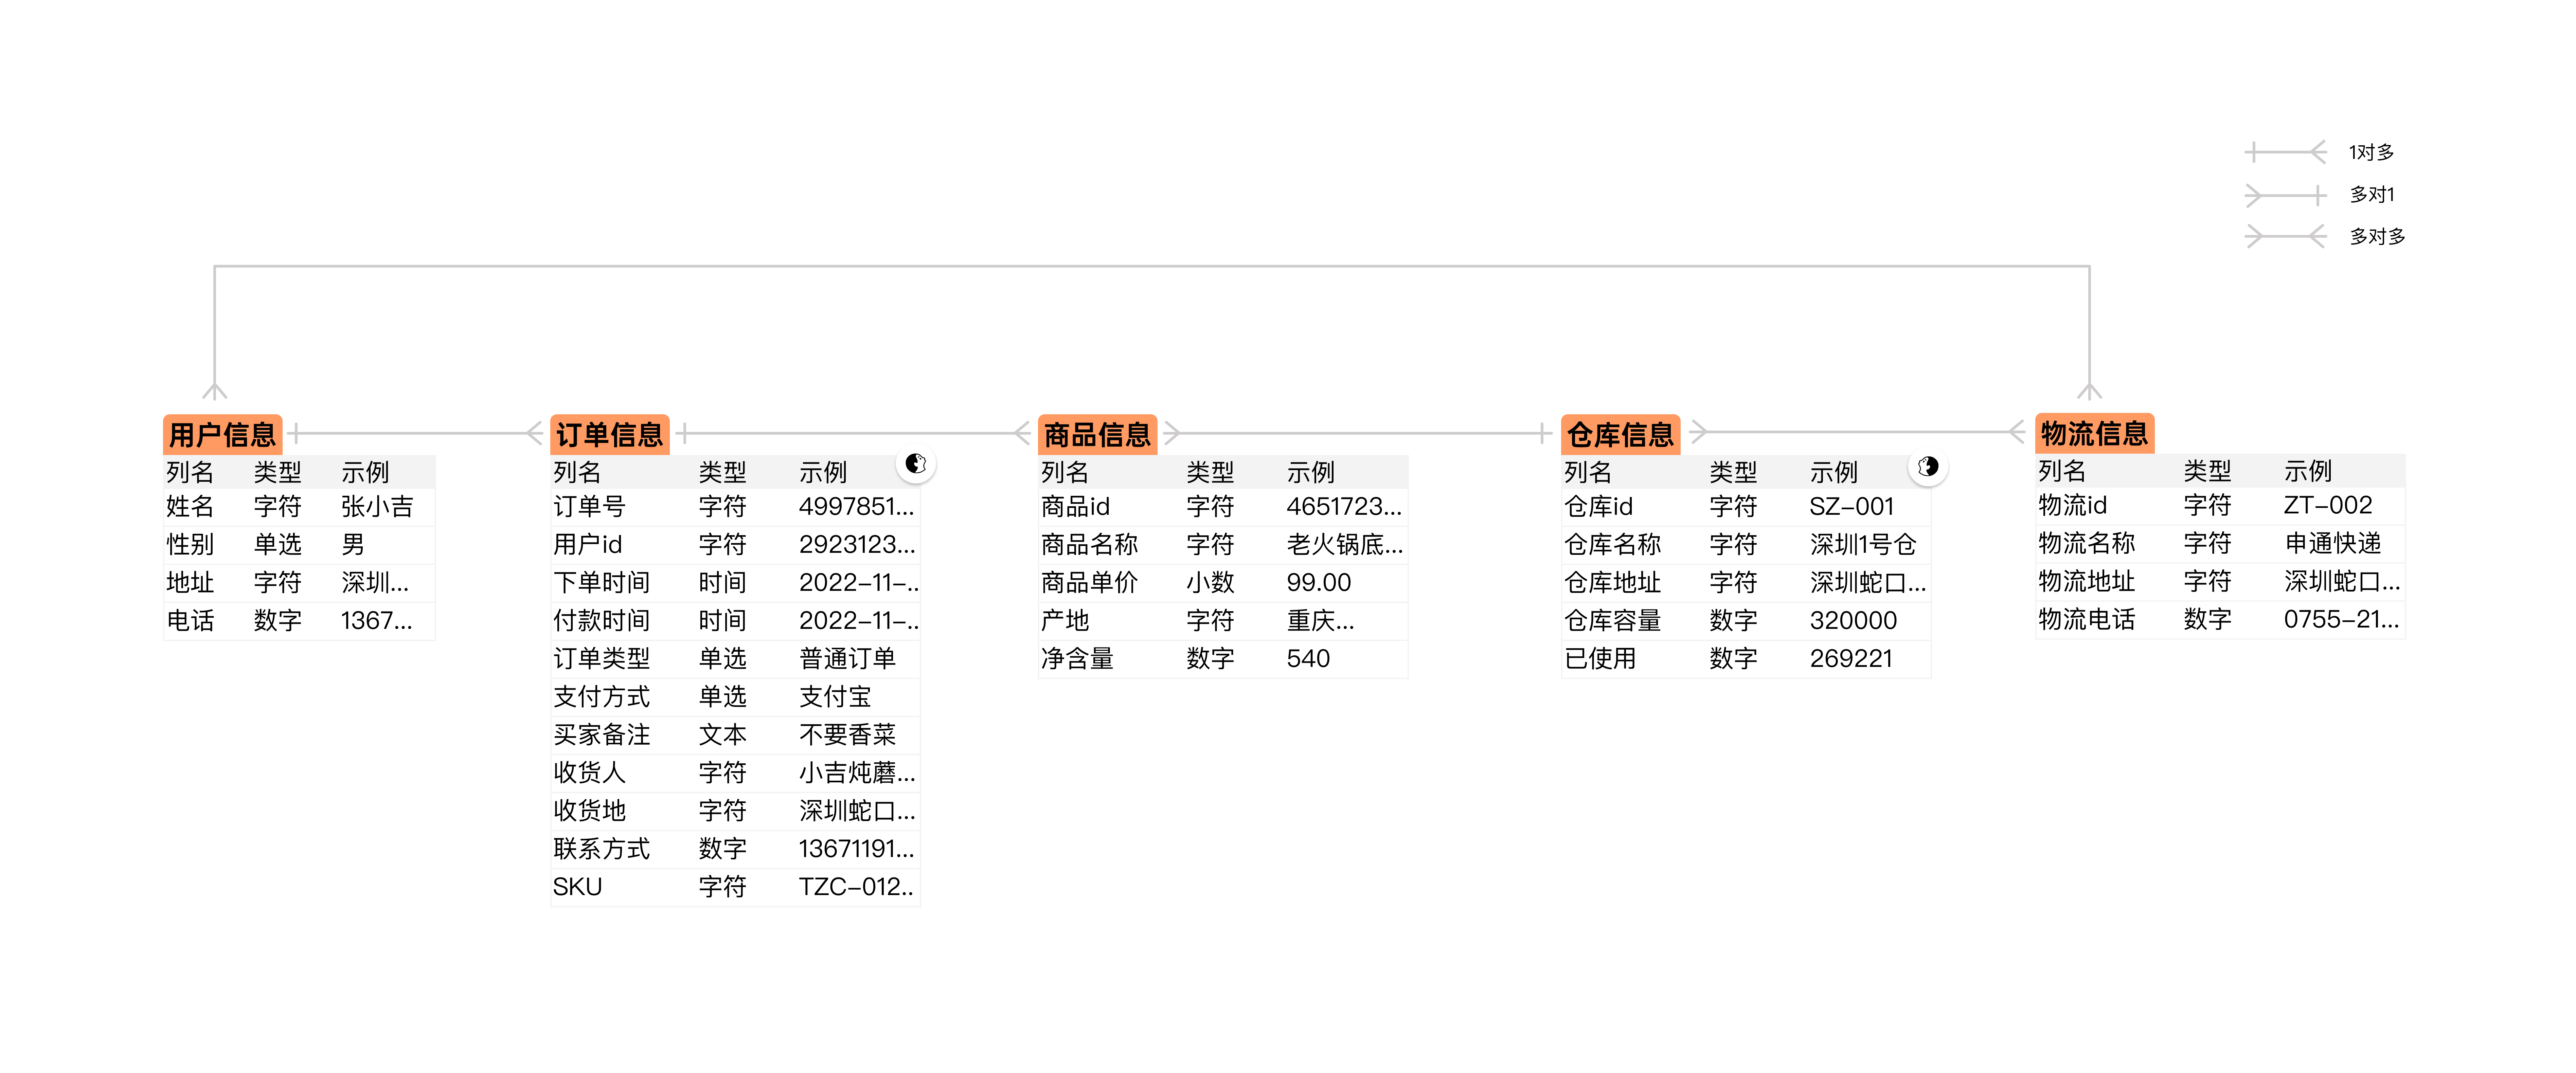 1对多
多对1
多对多
用户信息
列名 类型 示例
姓名 字符 张小吉
性别 单选 男
地址 字符 深圳...
电话 数字 1367...
订单信息
列名 类型 示例
订单号 字符 4997851...
用户id 字符 2923123...
下单时间 时间 2022-11-..
付款时间 时间 2022-11-..
订单类型 单选 普通订单
支付方式 单选 支付宝
买家备注 文本 不要香菜
收货人 字符 小吉炖蘑...
收货地 字符 深圳蛇口...
联系方式 数字 13671191...
SKU 字符 TZC-012..
商品信息
列名 类型 示例
商品id 字符 4651723...
商品名称 字符 老火锅底...
商品单价 小数 99.00
产地 字符 重庆...
净含量 数字 540
仓库信息
列名 类型 示例
仓库id 字符 SZ-001
仓库名称 字符 深圳1号仓
仓库地址 字符 深圳蛇口...
仓库容量 数字 320000
已使用 数字 269221
物流信息
列名 类型 示例
物流id 字符 ZT-002
物流名称 字符 申通快递
物流地址 字符 深圳蛇口...
物流电话 数字 0755-21...